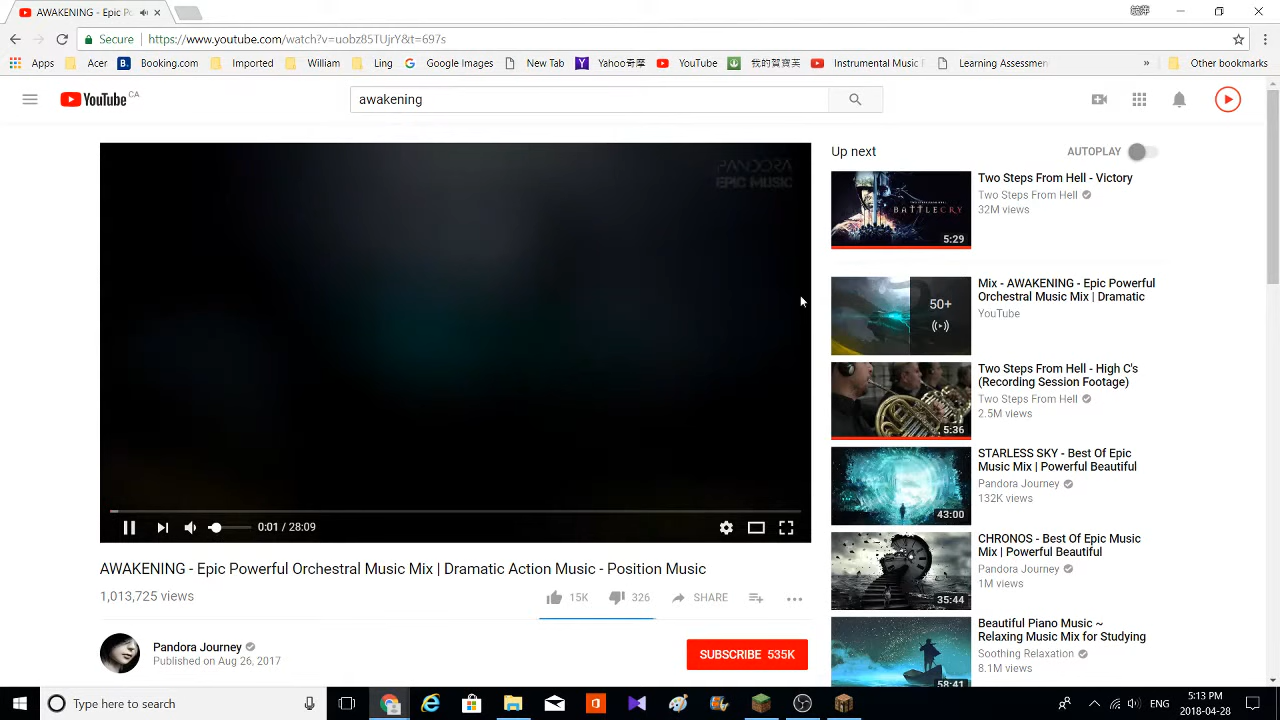 AWAKENING - Epic Po
Secure
https://www.youtube.com/watch?v=uobz85TUjrY&t=697s
Apps
Acer
Booking.com
Imported
William
Ling
Google Images
New Tab
Yahoo奇摩
YouTube
我的賀寶芙
Instrumental Music
Learning Assessmen
»
Other bookmarks
YouTube CA
awakening
PANDORA
EPIC MUSIC
0:01 / 28:09
AWAKENING - Epic Powerful Orchestral Music Mix | Dramatic Action Music - Position Music
1,013,725 views
15K
326
SHARE
Pandora Journey
Published on Aug 26, 2017
SUBSCRIBE 535K
Up next
AUTOPLAY
BATTLECRY
5:29
Two Steps From Hell - Victory
Two Steps From Hell
32M views
50+
Mix - AWAKENING - Epic Powerful
Orchestral Music Mix | Dramatic
YouTube
5:36
Two Steps From Hell - High C's
(Recording Session Footage)
Two Steps From Hell
2.5M views
43:00
STARLESS SKY - Best Of Epic
Music Mix | Powerful Beautiful
Pandora Journey
132K views
35:44
CHRONOS - Best Of Epic Music
Mix | Powerful Beautiful
Pandora Journey
1M views
58:41
Beautiful Piano Music ~
Relaxing Music Mix for Studying
Soothing Relaxation
8.1M views
Type here to search
ENG
5:13 PM
2018-04-28